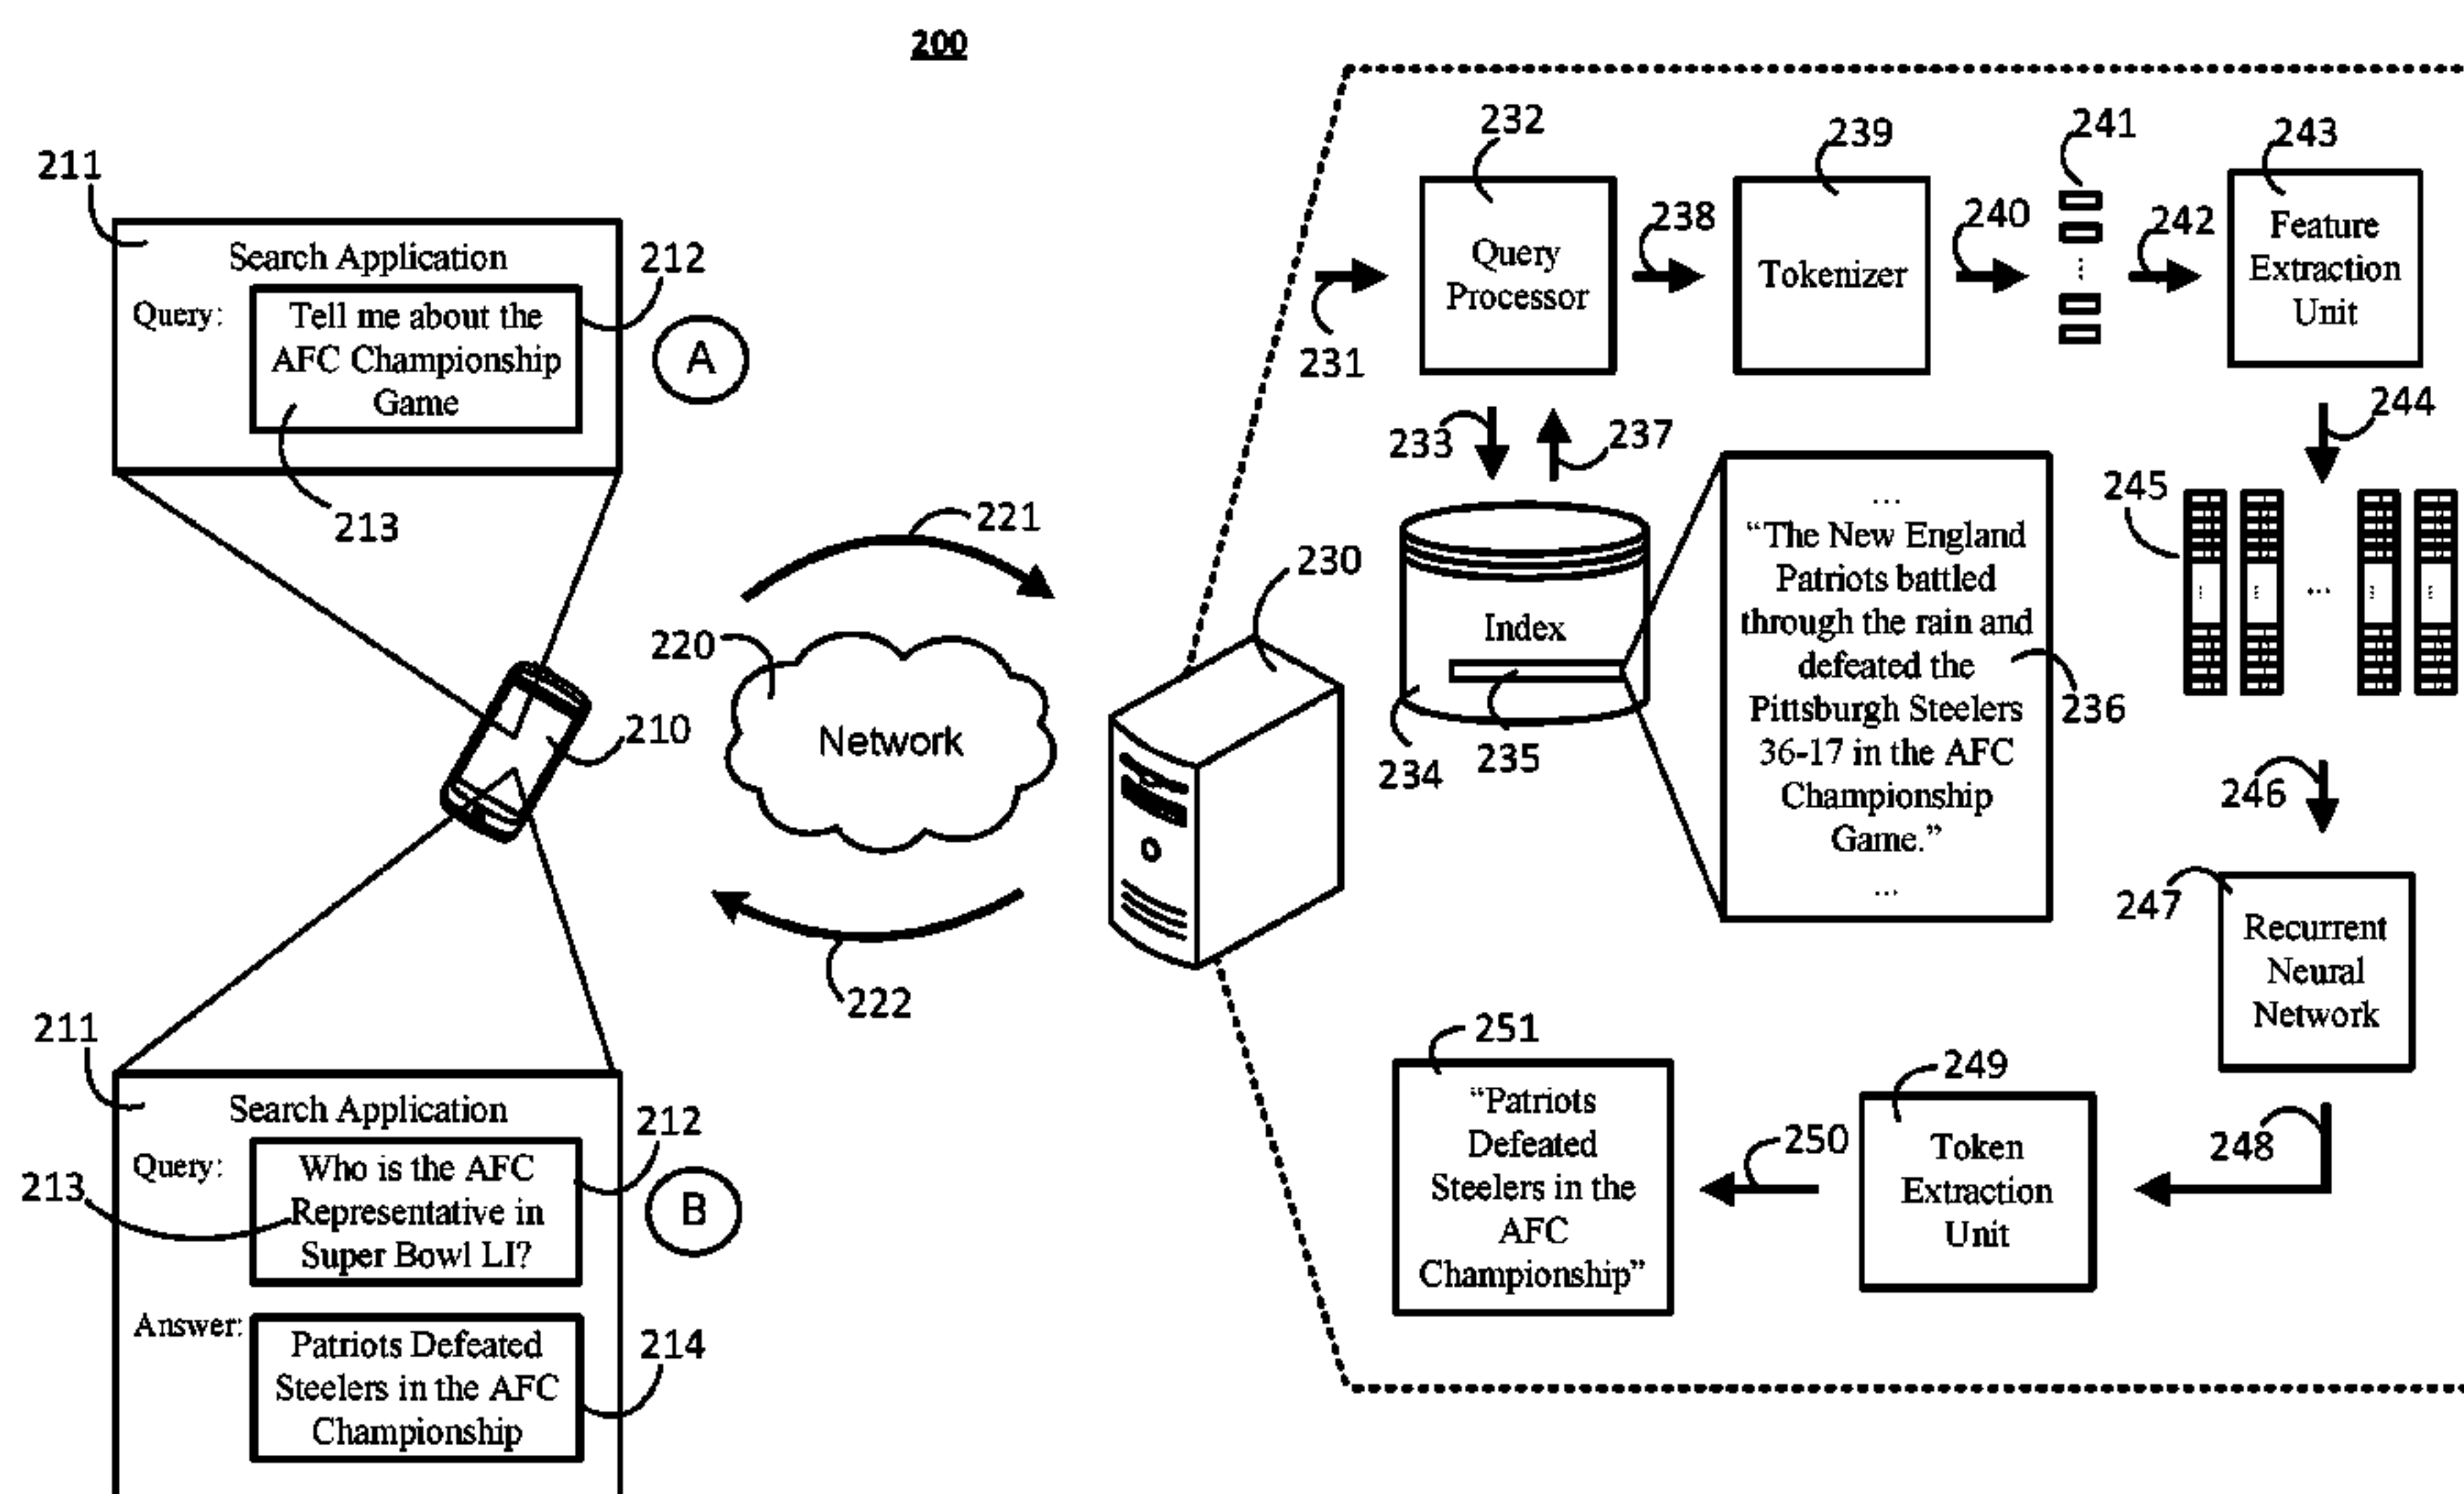 200
211
Search Application
212
Query:
Tell me about the
AFC Championship
Game
A
213
210
211
Search Application
212
Query:
Who is the AFC
Representative in
Super Bowl LI?
213
B
Answer:
Patriots Defeated
Steelers in the AFC
Championship
214
221
220
Network
222
230
231
232
Query
Processor
238
239
Tokenizer
240
241
⋮
242
243
Feature
Extraction
Unit
233
237
244
Index
234
235
...
“The New England
Patriots battled
through the rain and
defeated the
Pittsburgh Steelers
36-17 in the AFC
Championship
Game.”
...
236
245
...
246
247
Recurrent
Neural
Network
248
249
Token
Extraction
Unit
250
251
“Patriots
Defeated
Steelers in the
AFC
Championship”